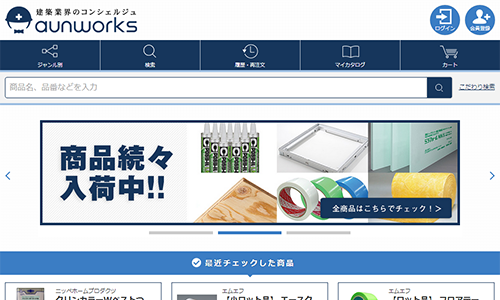 建築業界のコンシェルジュ
aunworks
ログイン
会員登録
ジャンル別
検索
履歴・再注文
マイカタログ
カート
商品名、品番などを入力
こだわり検索
商品続々
入荷中!!
全商品はこちらでチェック！＞
最近チェックした商品
ニッペホームプロダクツ
クリンカラーWベストつ
エムエフ
【小ロット品】 エースク
エムエフ
【ロット品】 フロアテー